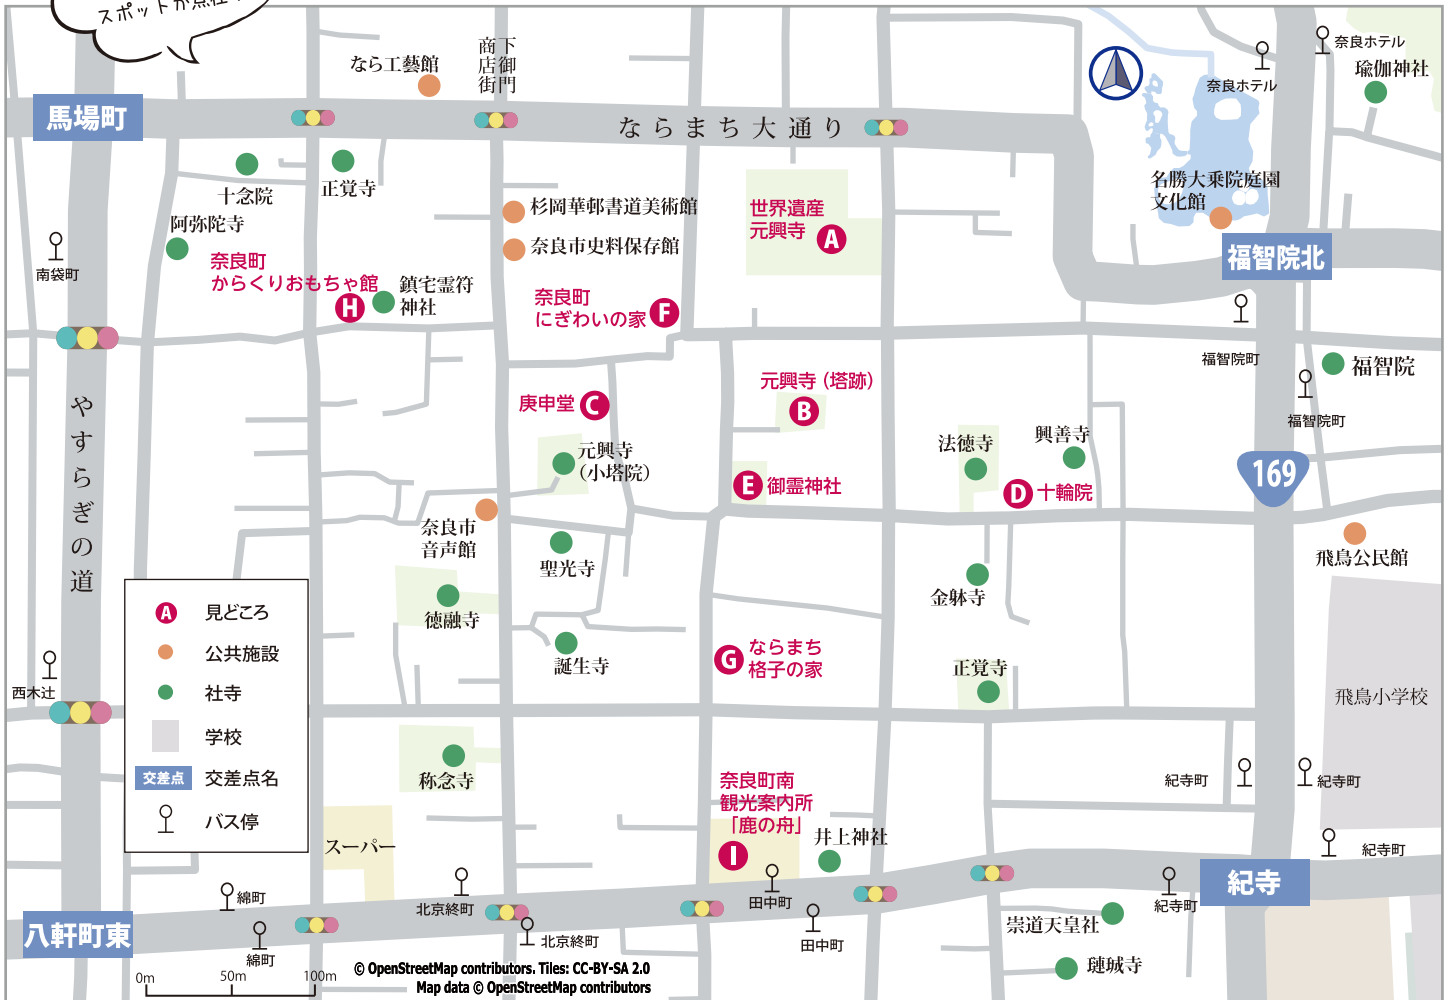 スポットが点在
なら工藝館
下御門
商店街
奈良ホテル
奈良ホテル
瑜伽神社
馬場町
ならまち大通り
十念院
正覚寺
阿弥陀寺
杉岡華邨書道美術館
奈良市史料保存館
世界遺産
元興寺
A
名勝大乗院庭園
文化館
福智院北
南袋町
奈良町
からくりおもちゃ館
H
鎮宅霊符
神社
奈良町
にぎわいの家
F
福智院町
福智院
福智院町
やすらぎの道
庚申堂
C
元興寺（塔跡）
B
元興寺
（小塔院）
法徳寺
興善寺
169
E
御霊神社
D
十輪院
奈良市
音声館
聖光寺
飛鳥公民館
金躰寺
徳融寺
誕生寺
G
ならまち
格子の家
正覚寺
飛鳥小学校
西木辻
A
見どころ
公共施設
社寺
学校
交差点
交差点名
バス停
称念寺
奈良町南
観光案内所
「鹿の舟」
I
紀寺町
紀寺町
スーパー
井上神社
紀寺町
紀寺
紀寺町
綿町
綿町
北京終町
北京終町
田中町
田中町
崇道天皇社
璉城寺
八軒町東
0m
50m
100m
© OpenStreetMap contributors. Tiles: CC-BY-SA 2.0
Map data © OpenStreetMap contributors